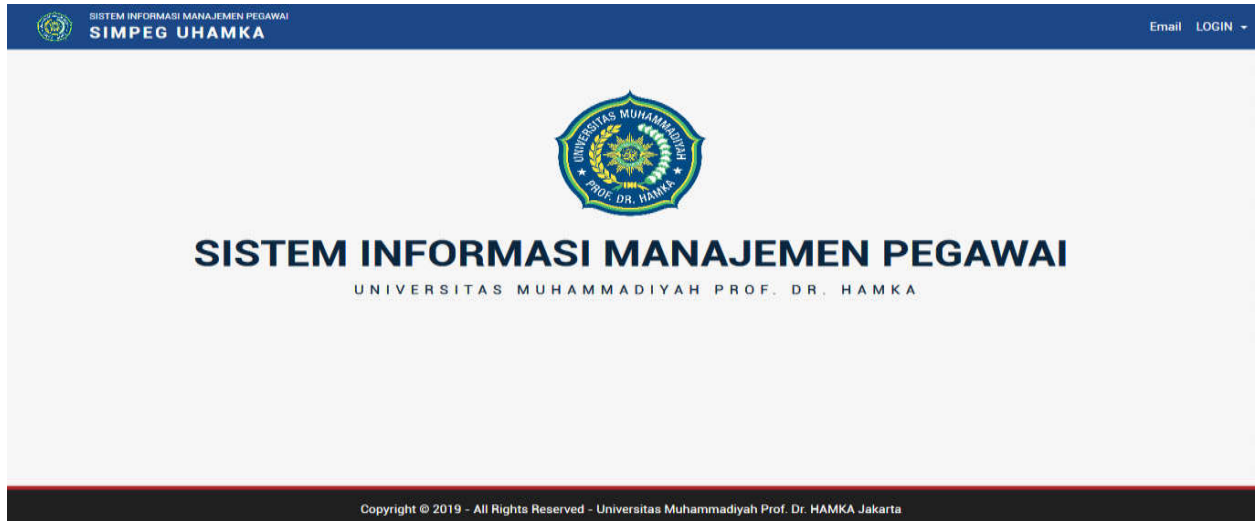 SISTEM INFORMASI MANAJEMEN PEGAWAI
SIMPEG UHAMKA
Email LOGIN
UNIVERSITAS MUHAMMADIYAH
PROF. DR. HAMKA
SISTEM INFORMASI MANAJEMEN PEGAWAI
UNIVERSITAS MUHAMMADIYAH PROF. DR. HAMKA
Copyright © 2019 - All Rights Reserved - Universitas Muhammadiyah Prof. Dr. HAMKA Jakarta